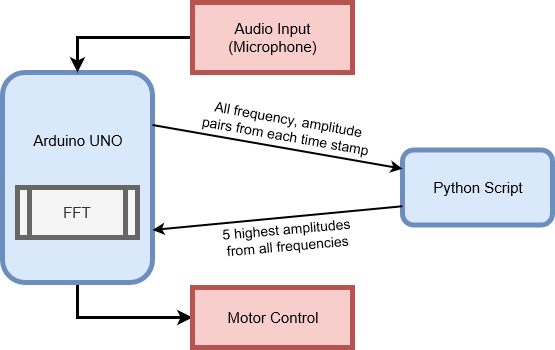 Audio Input
(Microphone)
All frequency, amplitude
pairs from each time stamp
Arduino UNO
Python Script
FFT
5 highest amplitudes
from all frequencies
Motor Control